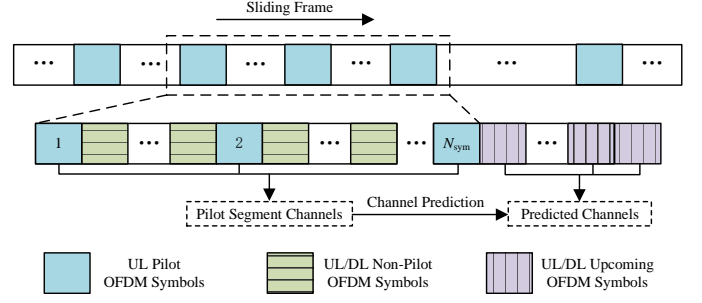 Sliding Frame
... ... ... ... ... ...
1 ... 2 ... ... N_sym ...
Channel Prediction
Pilot Segment Channels Predicted Channels
UL Pilot UL/DL Non-Pilot UL/DL Upcoming
OFDM Symbols OFDM Symbols OFDM Symbols